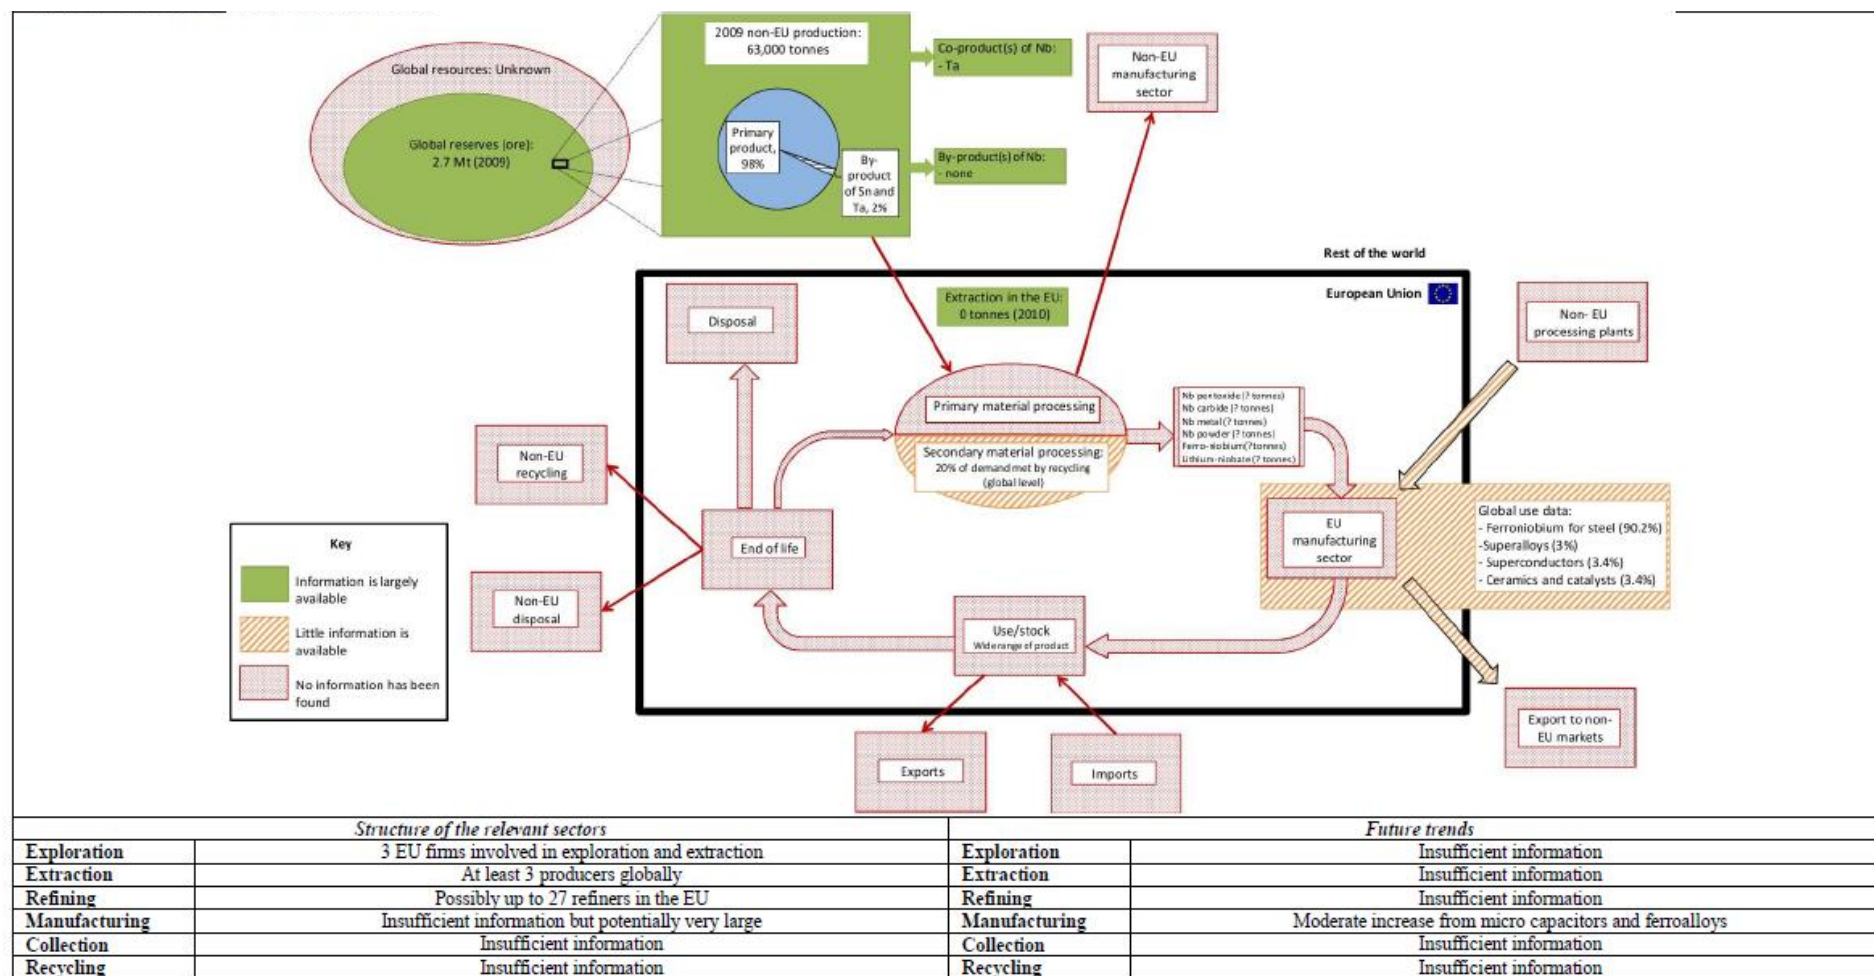 2009 non-EU production:
63,000 tonnes
Co-product(s) of Nb:
- Ta
Non-EU
manufacturing
sector
Global resources: Unknown
Global reserves (ore):
2.7 Mt (2009)
Primary
product,
98%
By-
product
of Sn and
Ta, 2%
By-product(s) of Nb:
- none
Rest of the world
European Union
Extraction in the EU:
0 tonnes (2010)
Disposal
Non- EU
processing plants
Primary material processing
Nb pentoxide (? tonnes)
Nb carbide (? tonnes)
Nb metal (? tonnes)
Nb powder (? tonnes)
Ferro-niobium(?tonnes)
Lithium-niobate (? tonnes)
Secondary material processing:
20% of demand met by recycling
(global level)
Non-EU
recycling
End of life
EU
manufacturing
sector
Global use data:
- Ferroniobium for steel (90.2%)
-Superalloys (3%)
- Superconductors (3.4%)
- Ceramics and catalysts (3.4%)
Key
Information is largely
available
Little information is
available
No information has been
found
Non-EU
disposal
Use/stock
Wide range of product
Export to non-
EU markets
Exports
Imports
Structure of the relevant sectors Future trends
Exploration 3 EU firms involved in exploration and extraction Exploration Insufficient information
Extraction At least 3 producers globally Extraction Insufficient information
Refining Possibly up to 27 refiners in the EU Refining Insufficient information
Manufacturing Insufficient information but potentially very large Manufacturing Moderate increase from micro capacitors and ferroalloys
Collection Insufficient information Collection Insufficient information
Recycling Insufficient information Recycling Insufficient information